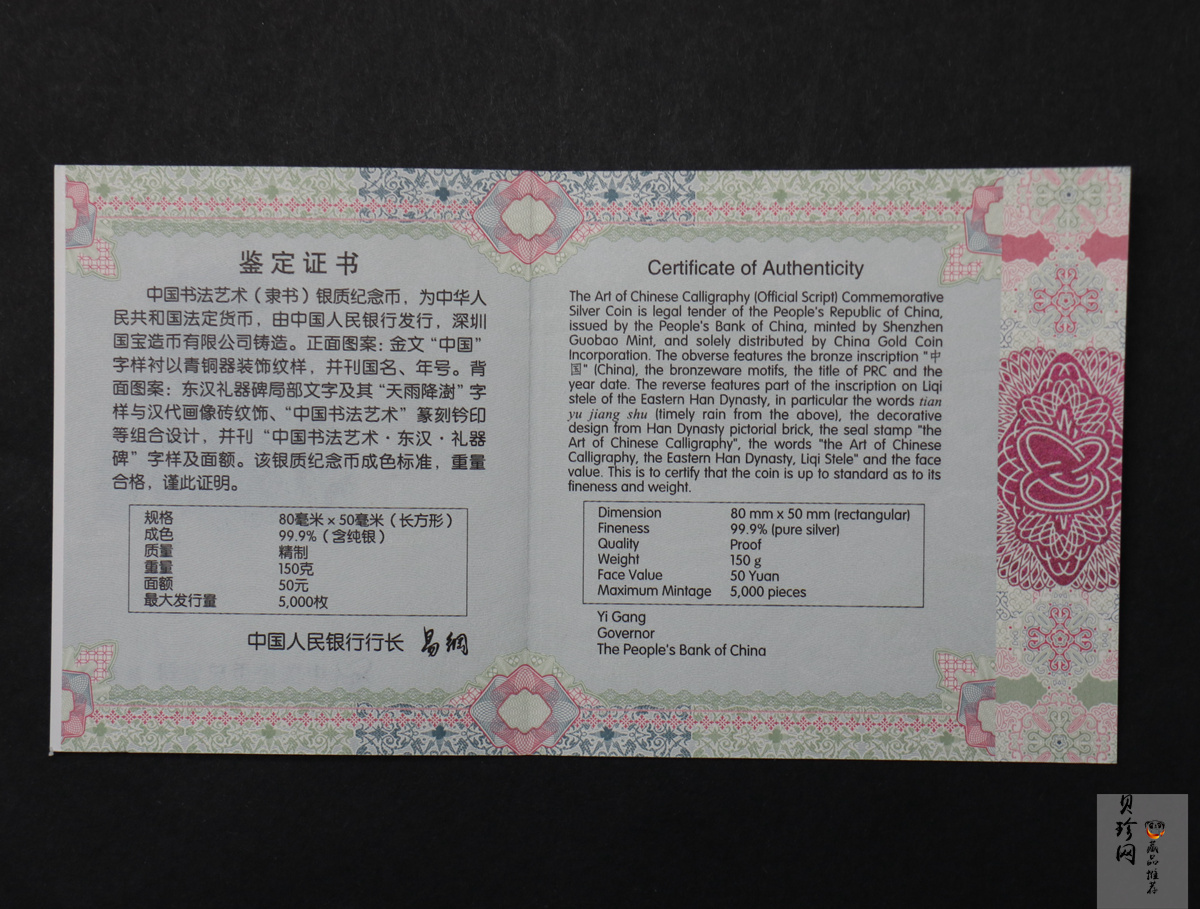 鉴定证书
中国书法艺术（隶书）银质纪念币，为中华人
民共和国法定货币，由中国人民银行发行，深圳
国宝造币有限公司铸造。正面图案：金文“中国”
字样衬以青铜器装饰纹样，并刊国名、年号。背
面图案：东汉礼器碑局部文字及其“天雨降澍”字
样与汉代画像砖纹饰、“中国书法艺术”篆刻钤印
等组合设计，并刊“中国书法艺术·东汉·礼器
碑”字样及面额。该银质纪念币成色标准，重量
合格，谨此证明。
规格 80毫米×50毫米（长方形）
成色 99.9%（含纯银）
质量 精制
重量 150克
面额 50元
最大发行量 5,000枚
中国人民银行行长 易綱
Certificate of Authenticity
The Art of Chinese Calligraphy (Official Script) Commemorative
Silver Coin is legal tender of the People's Republic of China,
issued by the People's Bank of China, minted by Shenzhen
Guobao Mint, and solely distributed by China Gold Coin
Incorporation. The obverse features the bronze inscription "中
国" (China), the bronzeware motifs, the title of PRC and the
year date. The reverse features part of the inscription on Liqi
stele of the Eastern Han Dynasty, in particular the words tian
yu jiang shu (timely rain from the above), the decorative
design from Han Dynasty pictorial brick, the seal stamp "the
Art of Chinese Calligraphy", the words "the Art of Chinese
Calligraphy, the Eastern Han Dynasty, Liqi Stele" and the face
value. This is to certify that the coin is up to standard as to its
fineness and weight.
Dimension 80 mm x 50 mm (rectangular)
Fineness 99.9% (pure silver)
Quality Proof
Weight 150 g
Face Value 50 Yuan
Maximum Mintage 5,000 pieces
Yi Gang
Governor
The People's Bank of China
贝珍网
藏品推荐